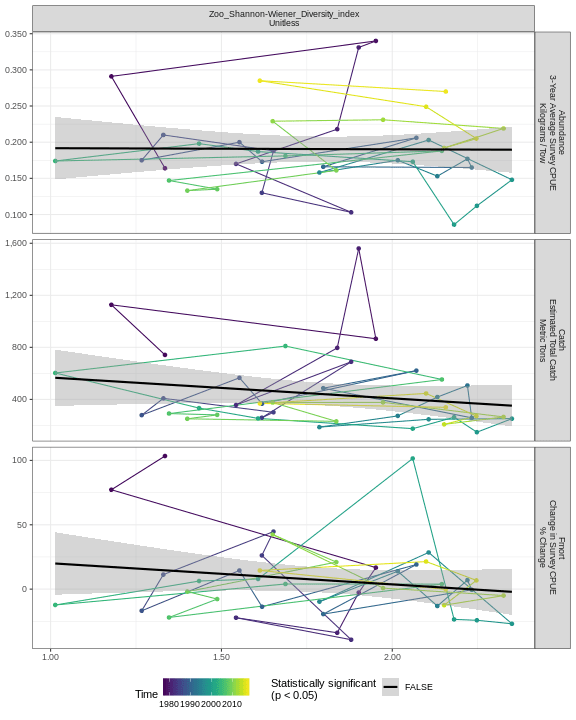 Zoo_Shannon-Wiener_Diversity_index
Unitless
0.350
0.300
0.250
0.200
0.150
0.100
Abundance
3-Year Average Survey CPUE
Kilograms / Tow
1,600
1,200
800
400
Catch
Estimated Total Catch
Metric Tons
100
50
0
Fmort
Change in Survey CPUE
% Change
1.00
1.50
2.00
Time
1980 1990 2000 2010
Statistically significant
(p < 0.05)
FALSE